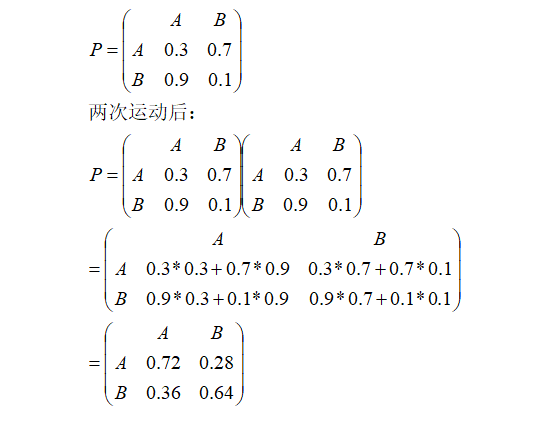 A B
P = A 0.3 0.7
B 0.9 0.1
两次运动后：
A B A B
P = A 0.3 0.7 A 0.3 0.7
B 0.9 0.1 B 0.9 0.1
A B
= A 0.3*0.3+0.7*0.9 0.3*0.7+0.7*0.1
B 0.9*0.3+0.1*0.9 0.9*0.7+0.1*0.1
A B
= A 0.72 0.28
B 0.36 0.64